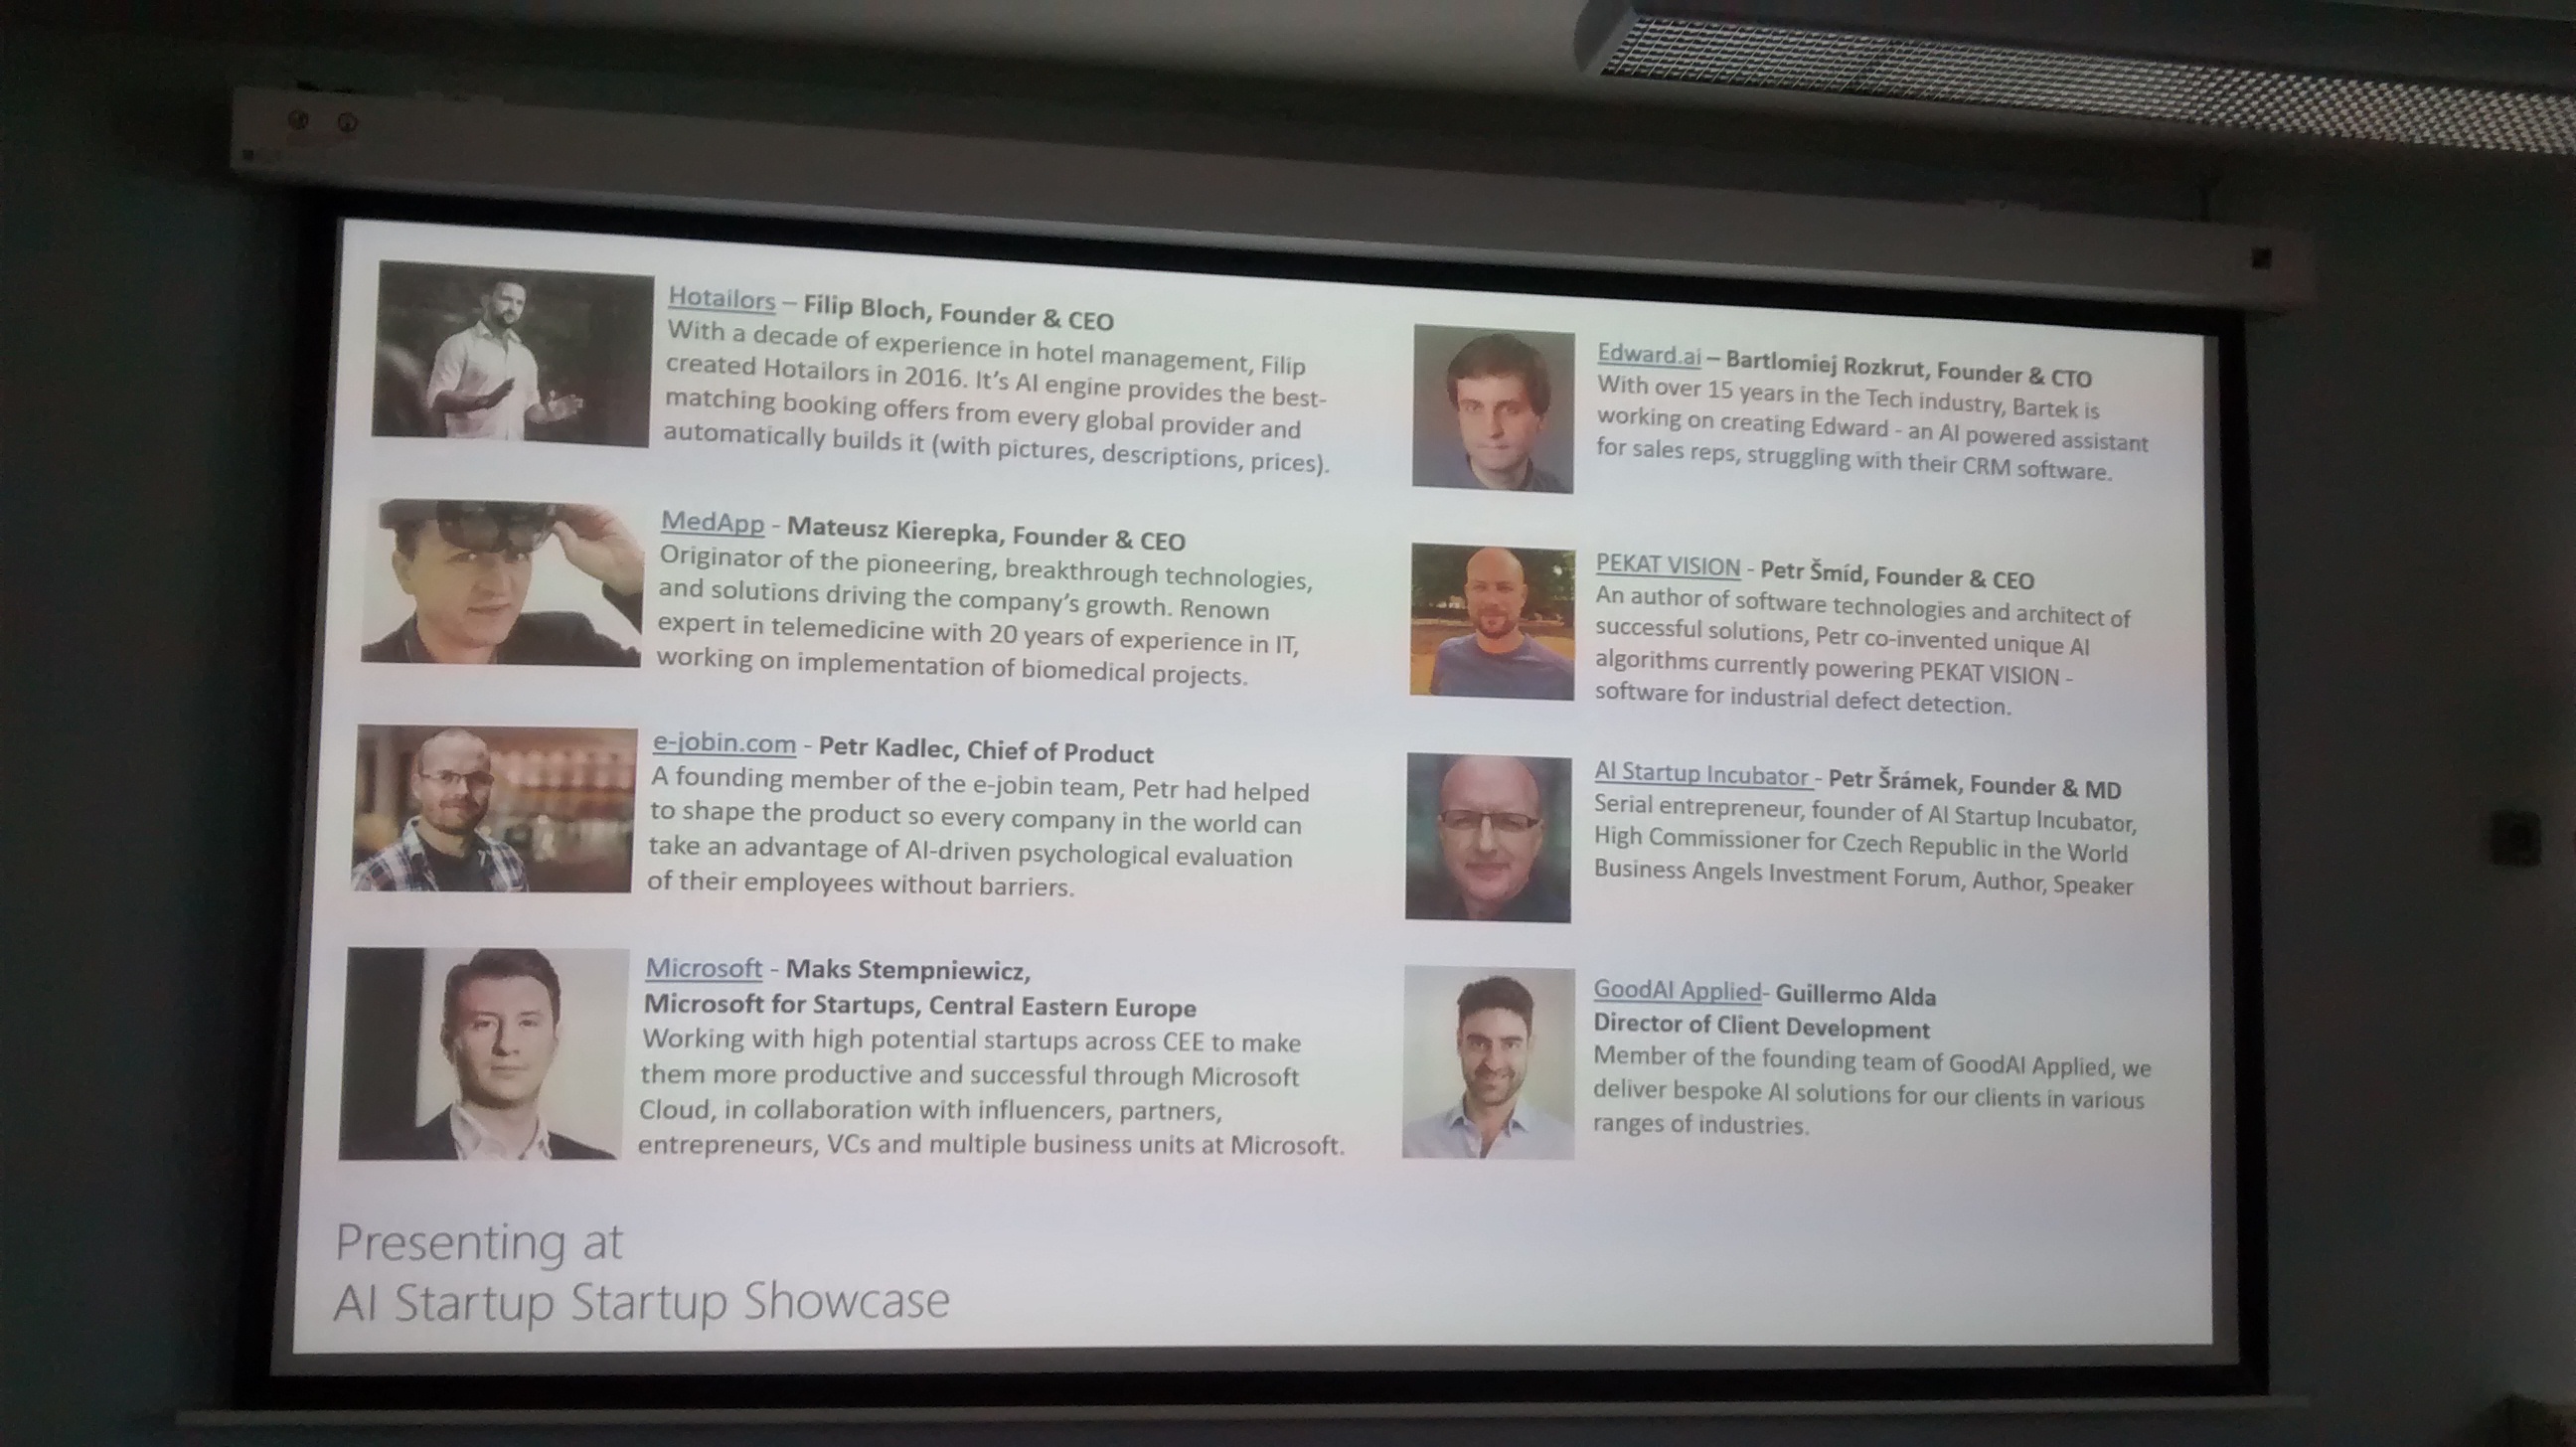 Hotailors – Filip Bloch, Founder & CEO
With a decade of experience in hotel management, Filip
created Hotailors in 2016. It's AI engine provides the best-
matching booking offers from every global provider and
automatically builds it (with pictures, descriptions, prices).
MedApp - Mateusz Kierepka, Founder & CEO
Originator of the pioneering, breakthrough technologies,
and solutions driving the company's growth. Renown
expert in telemedicine with 20 years of experience in IT,
working on implementation of biomedical projects.
e-jobin.com - Petr Kadlec, Chief of Product
A founding member of the e-jobin team, Petr had helped
to shape the product so every company in the world can
take an advantage of AI-driven psychological evaluation
of their employees without barriers.
Microsoft - Maks Stempniewicz,
Microsoft for Startups, Central Eastern Europe
Working with high potential startups across CEE to make
them more productive and successful through Microsoft
Cloud, in collaboration with influencers, partners,
entrepreneurs, VCs and multiple business units at Microsoft.
Edward.ai – Bartlomiej Rozkrut, Founder & CTO
With over 15 years in the Tech industry, Bartek is
working on creating Edward - an AI powered assistant
for sales reps, struggling with their CRM software.
PEKAT VISION - Petr Šmíd, Founder & CEO
An author of software technologies and architect of
successful solutions, Petr co-invented unique AI
algorithms currently powering PEKAT VISION -
software for industrial defect detection.
AI Startup Incubator - Petr Šrámek, Founder & MD
Serial entrepreneur, founder of AI Startup Incubator,
High Commissioner for Czech Republic in the World
Business Angels Investment Forum, Author, Speaker
GoodAI Applied- Guillermo Alda
Director of Client Development
Member of the founding team of GoodAI Applied, we
deliver bespoke AI solutions for our clients in various
ranges of industries.
Presenting at
AI Startup Startup Showcase